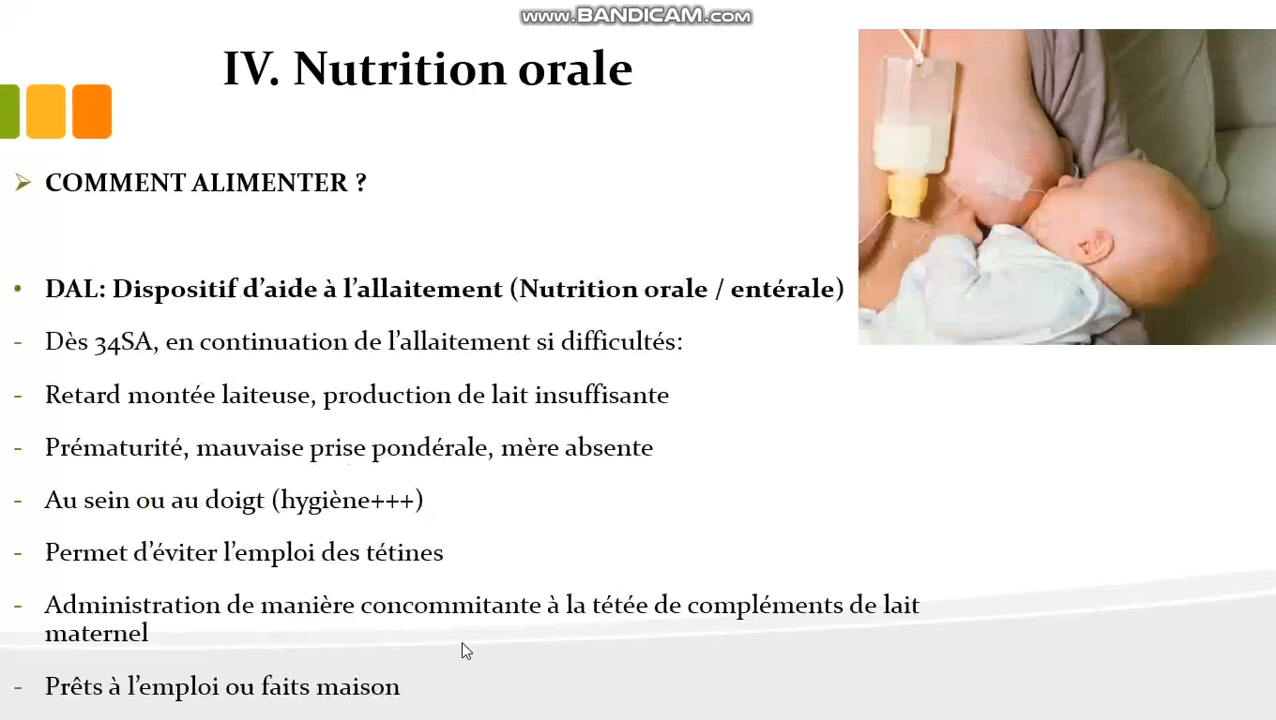 www.BANDICAM.com
IV. Nutrition orale
COMMENT ALIMENTER ?
DAL: Dispositif d'aide à l'allaitement (Nutrition orale / entérale)
- Dès 34SA, en continuation de l'allaitement si difficultés:
- Retard montée laiteuse, production de lait insuffisante
- Prématurité, mauvaise prise pondérale, mère absente
- Au sein ou au doigt (hygiène+++)
- Permet d'éviter l'emploi des tétines
- Administration de manière concommitante à la tétée de compléments de lait
maternel
- Prêts à l'emploi ou faits maison